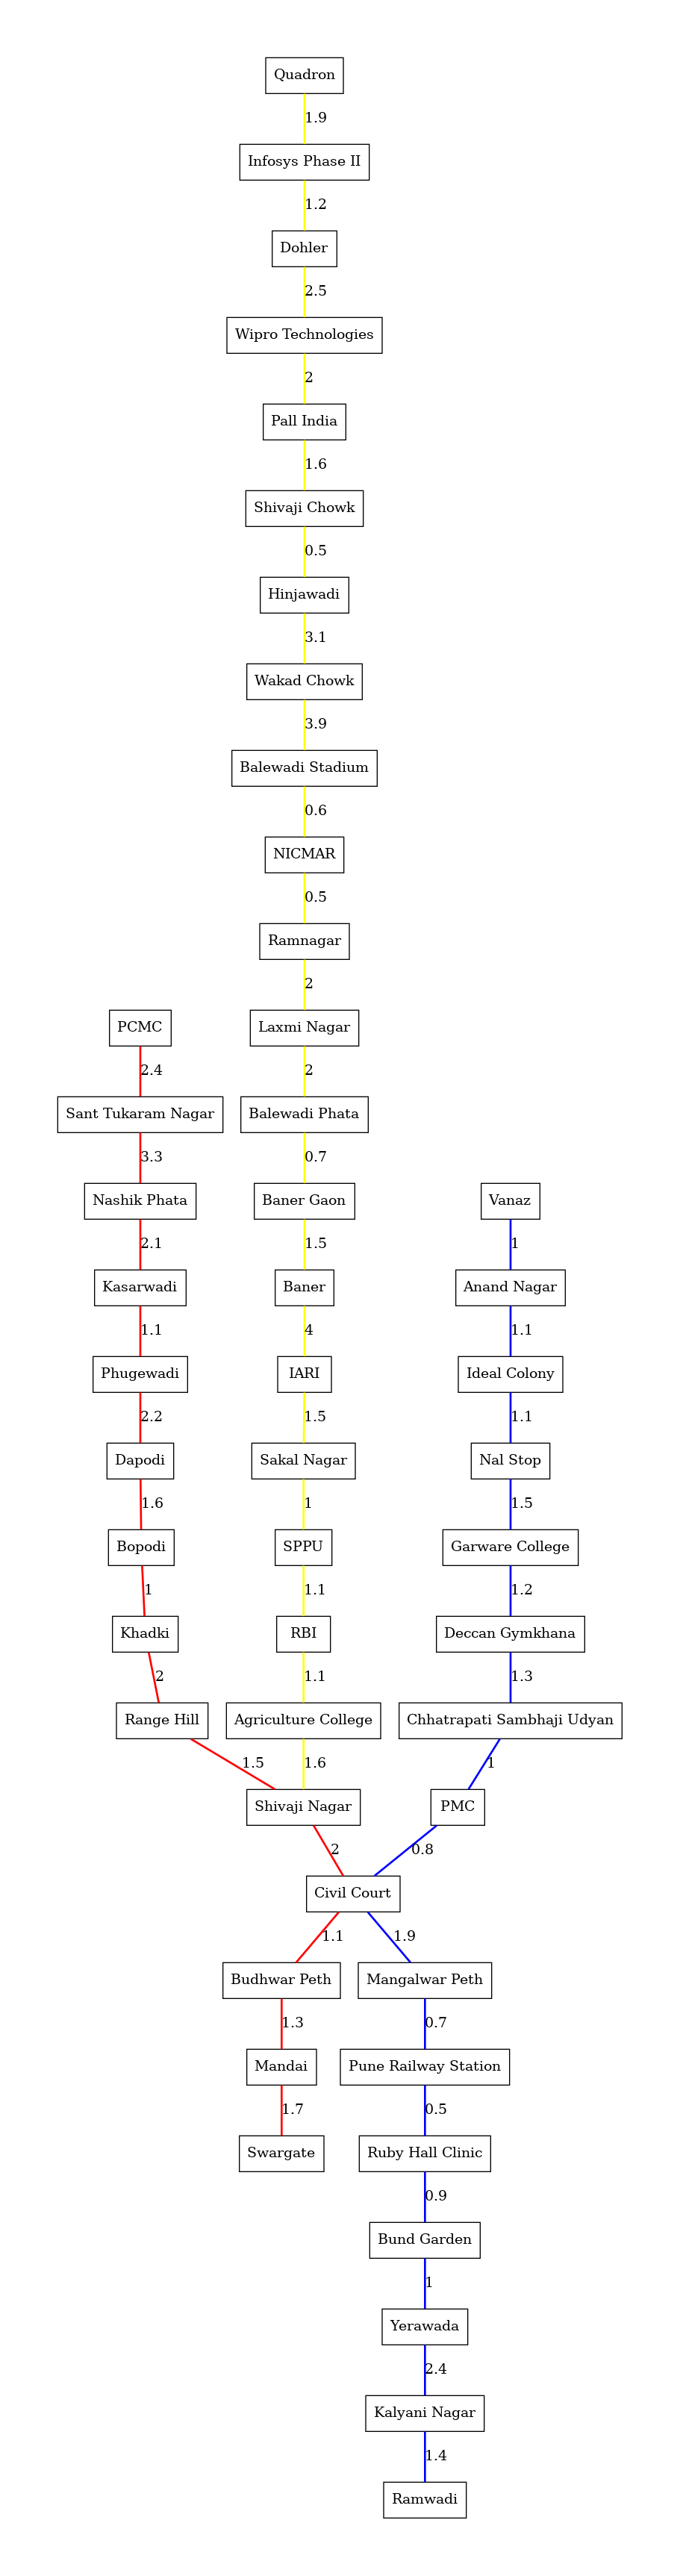 Quadron
1.9
Infosys Phase II
1.2
Dohler
2.5
Wipro Technologies
2
Pall India
1.6
Shivaji Chowk
0.5
Hinjawadi
3.1
Wakad Chowk
3.9
Balewadi Stadium
0.6
NICMAR
0.5
Ramnagar
2
PCMC
Laxmi Nagar
2.4
2
Sant Tukaram Nagar
Balewadi Phata
3.3
0.7
Nashik Phata
Baner Gaon
Vanaz
2.1
1.5
1
Kasarwadi
Baner
Anand Nagar
1.1
4
1.1
Phugewadi
IARI
Ideal Colony
2.2
1.5
1.1
Dapodi
Sakal Nagar
Nal Stop
1.6
1
1.5
Bopodi
SPPU
Garware College
1
1.1
1.2
Khadki
RBI
Deccan Gymkhana
2
1.1
1.3
Range Hill
Agriculture College
Chhatrapati Sambhaji Udyan
1.5
1.6
1
Shivaji Nagar
PMC
2
0.8
Civil Court
1.1
1.9
Budhwar Peth
Mangalwar Peth
1.3
0.7
Mandai
Pune Railway Station
1.7
0.5
Swargate
Ruby Hall Clinic
0.9
Bund Garden
1
Yerawada
2.4
Kalyani Nagar
1.4
Ramwadi